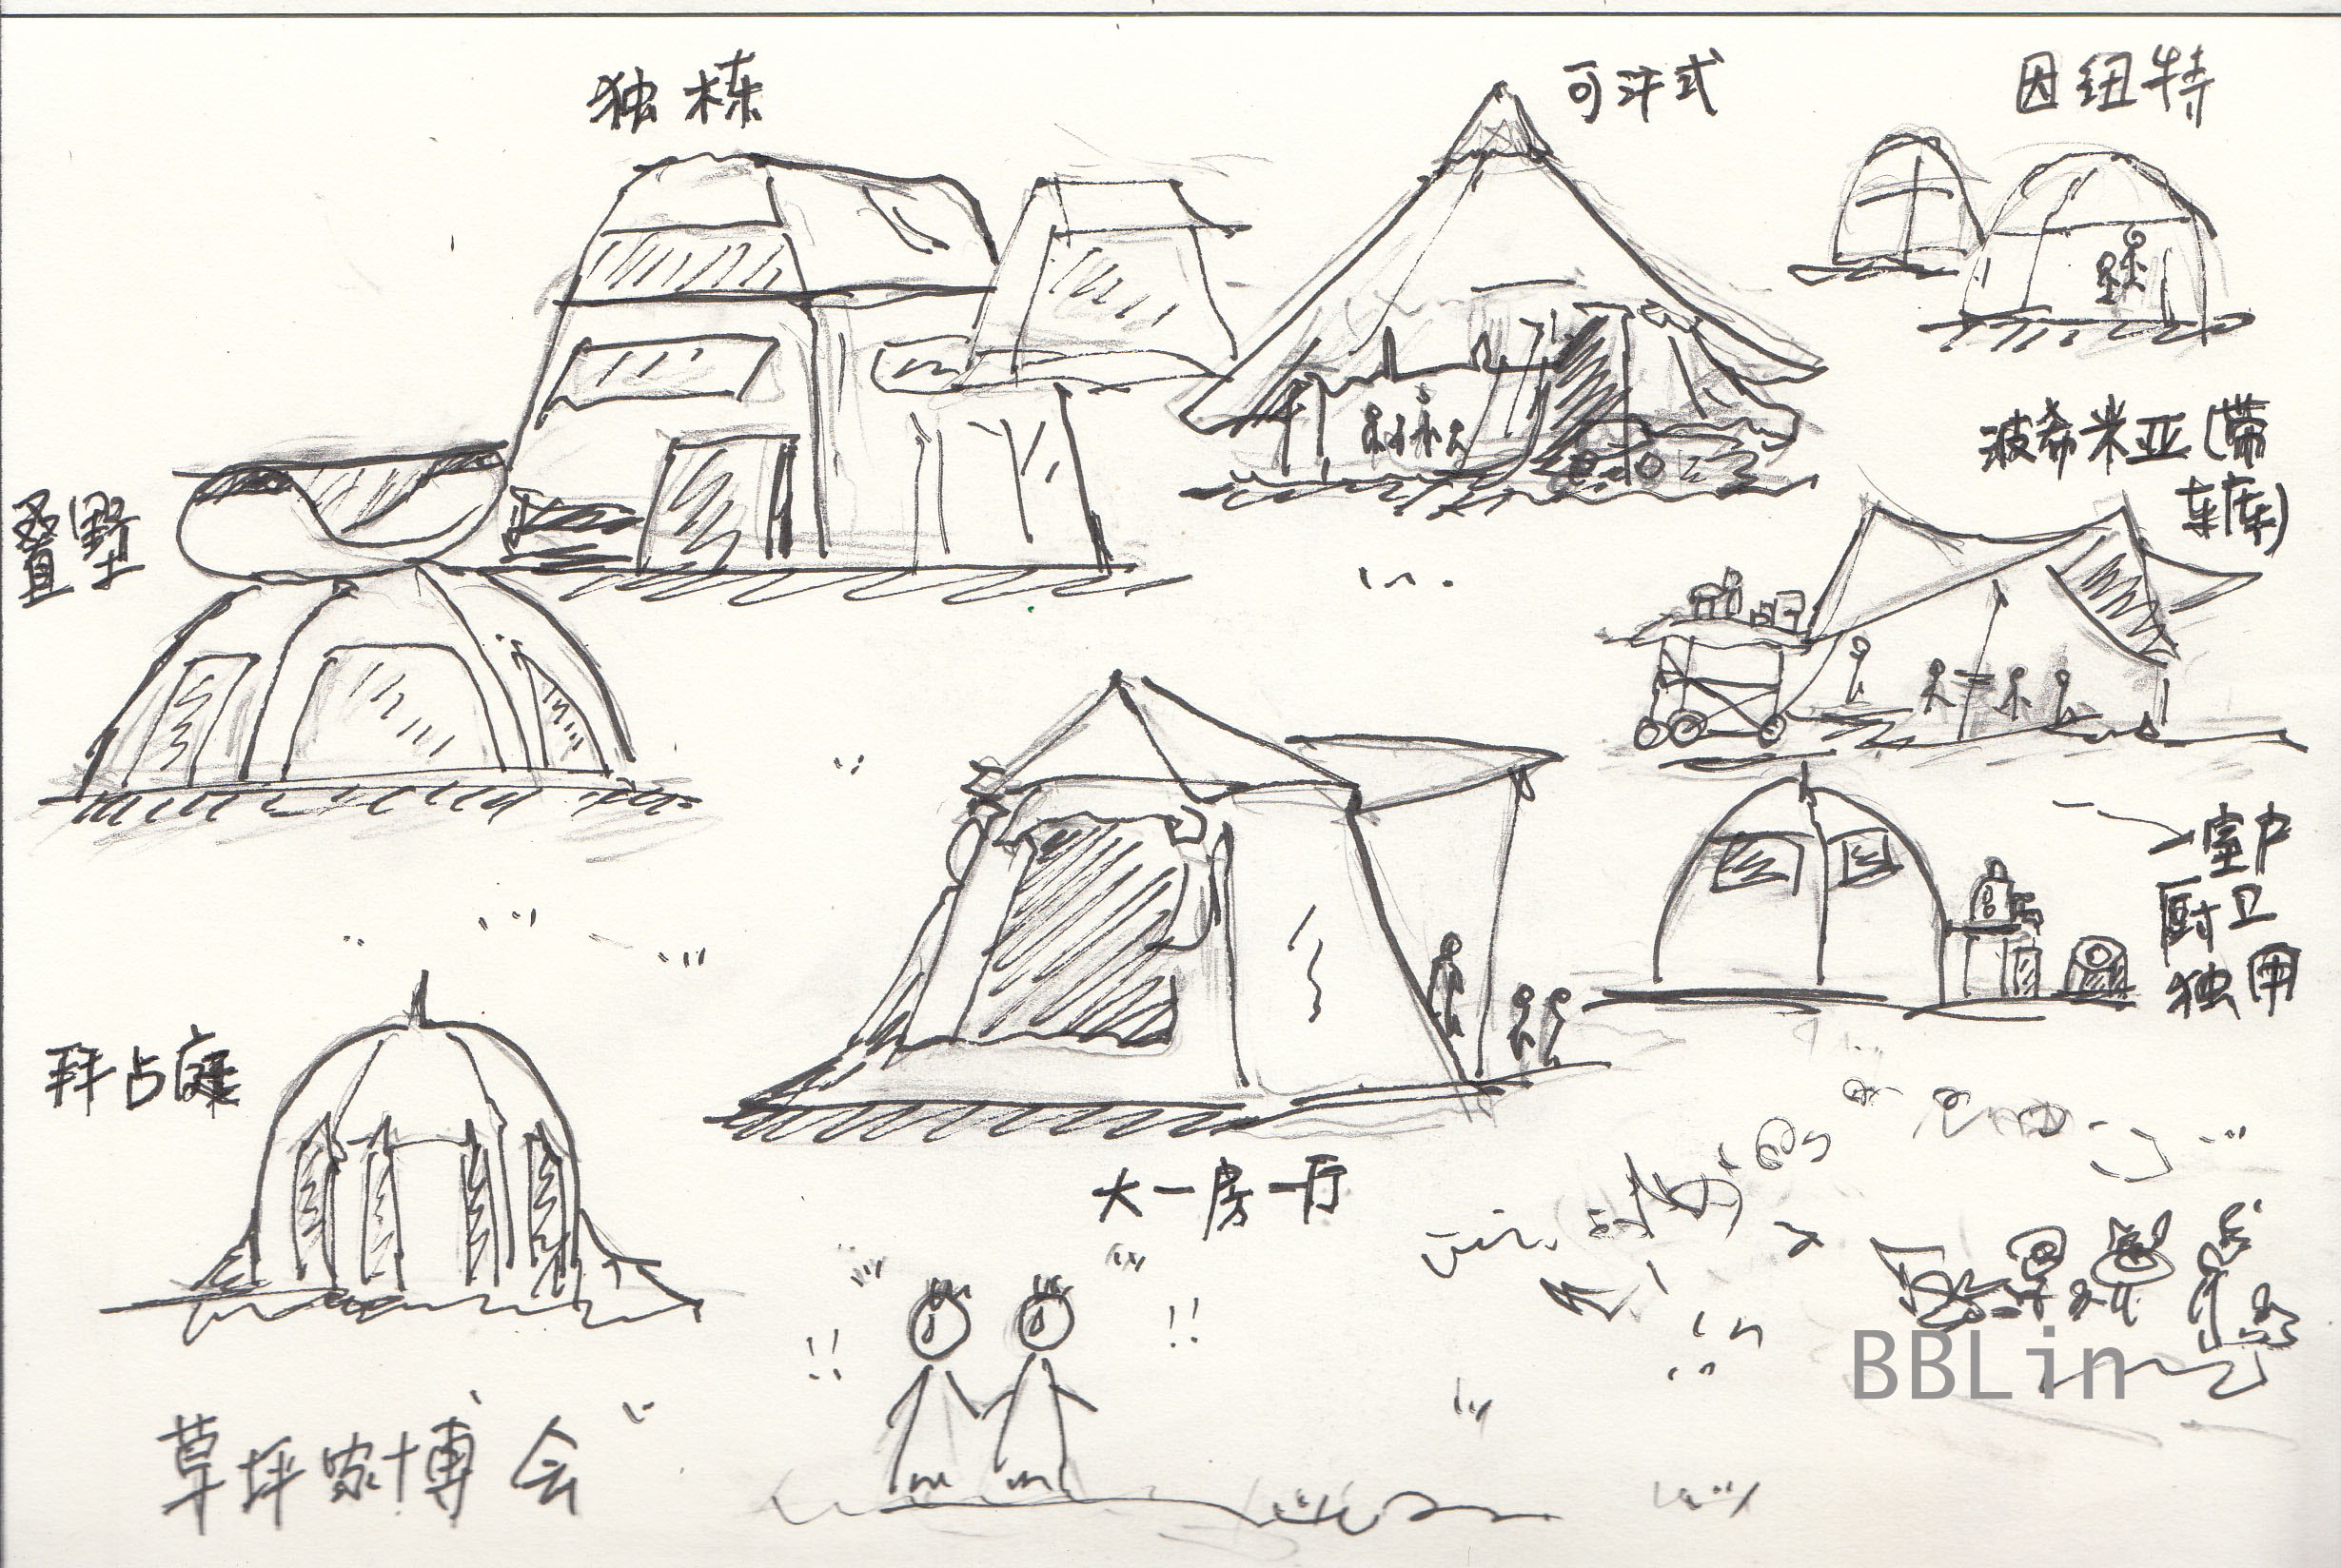 独栋
可汗式
因纽特
波希米亚(带
车库)
叠墅
一室户
厨卫
独用
拜占庭
大一房一厅
草坪家博会
BBLin